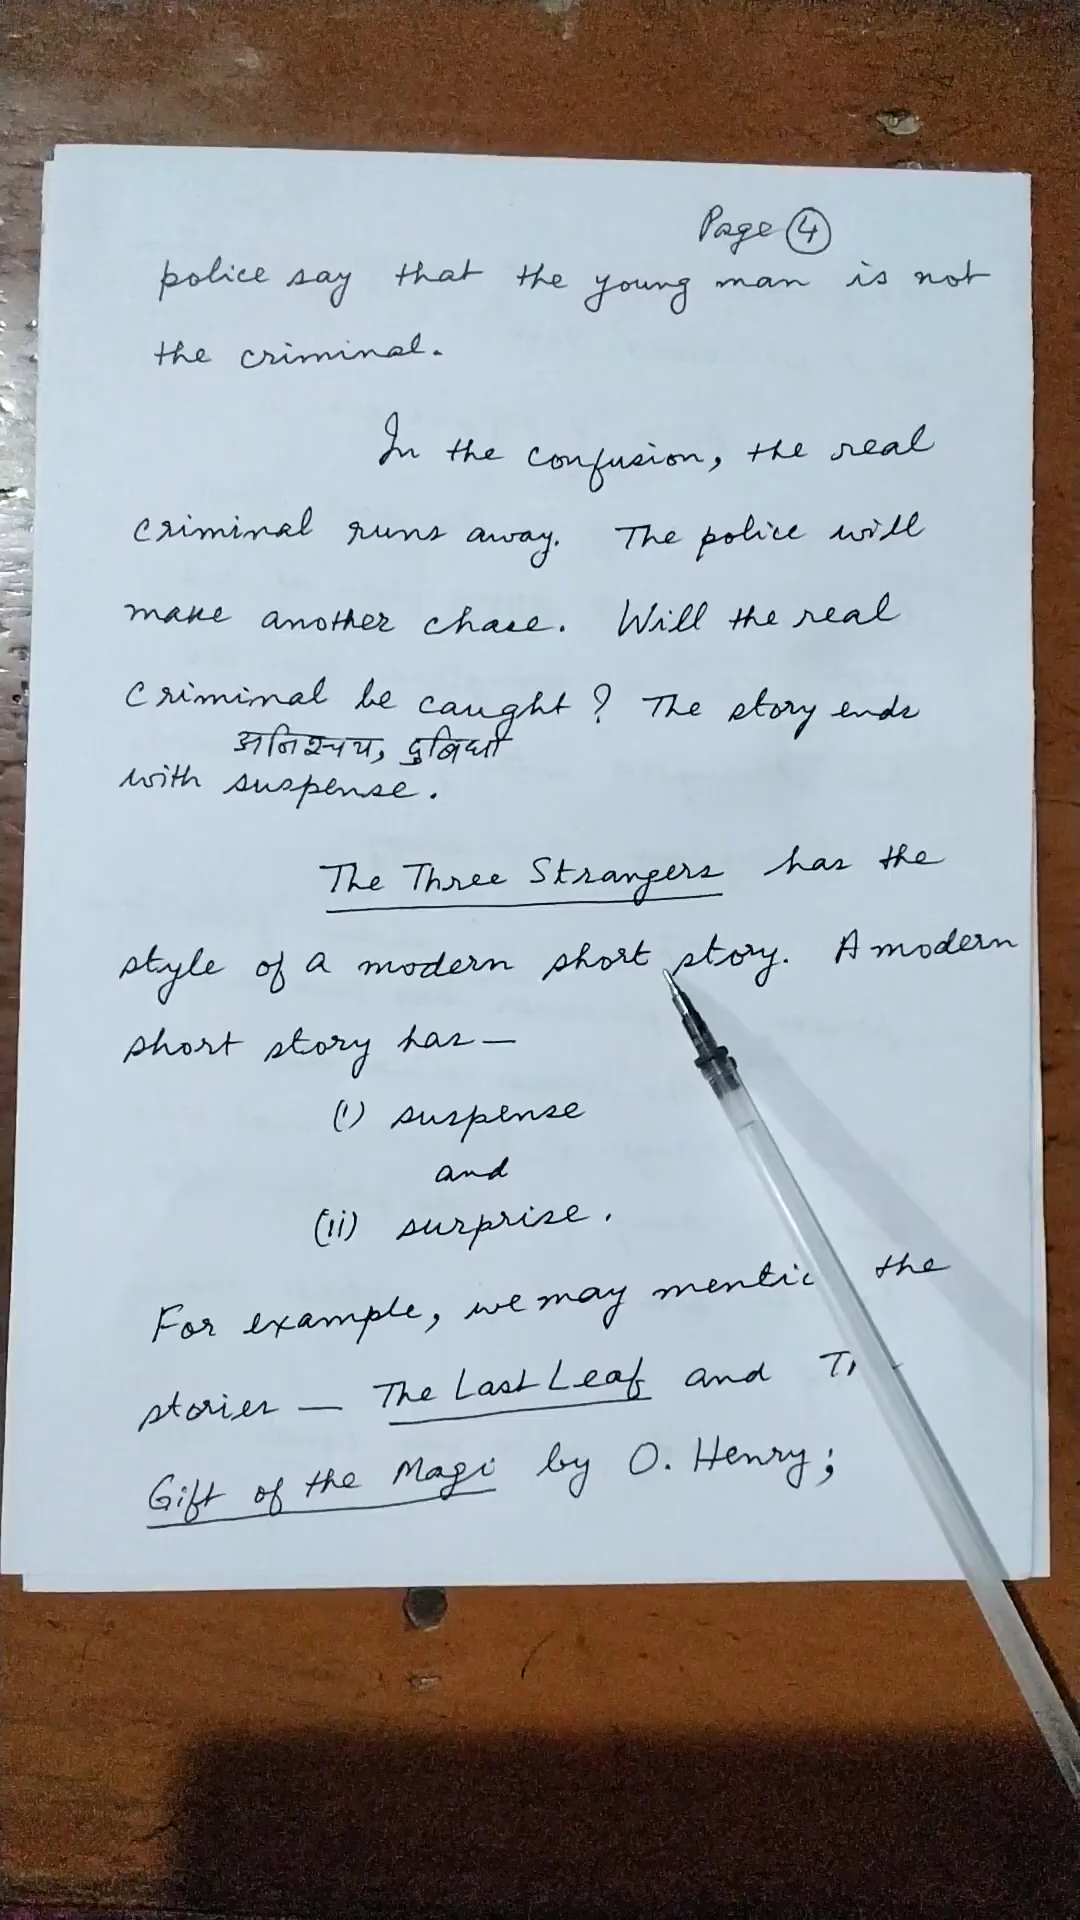 Page 4
police say that the young man is not
the criminal.
In the confusion, the real
criminal runs away. The police will
make another chase. Will the real
criminal be caught? The story ends
अनिश्चय, दुविधा
with suspense.
The Three Strangers has the
style of a modern short story. A modern
short story has—
(i) suspense
and
(ii) surprise.
For example, we may the
stories — The Last Leaf and
Gift of the Magi by O. Henry;